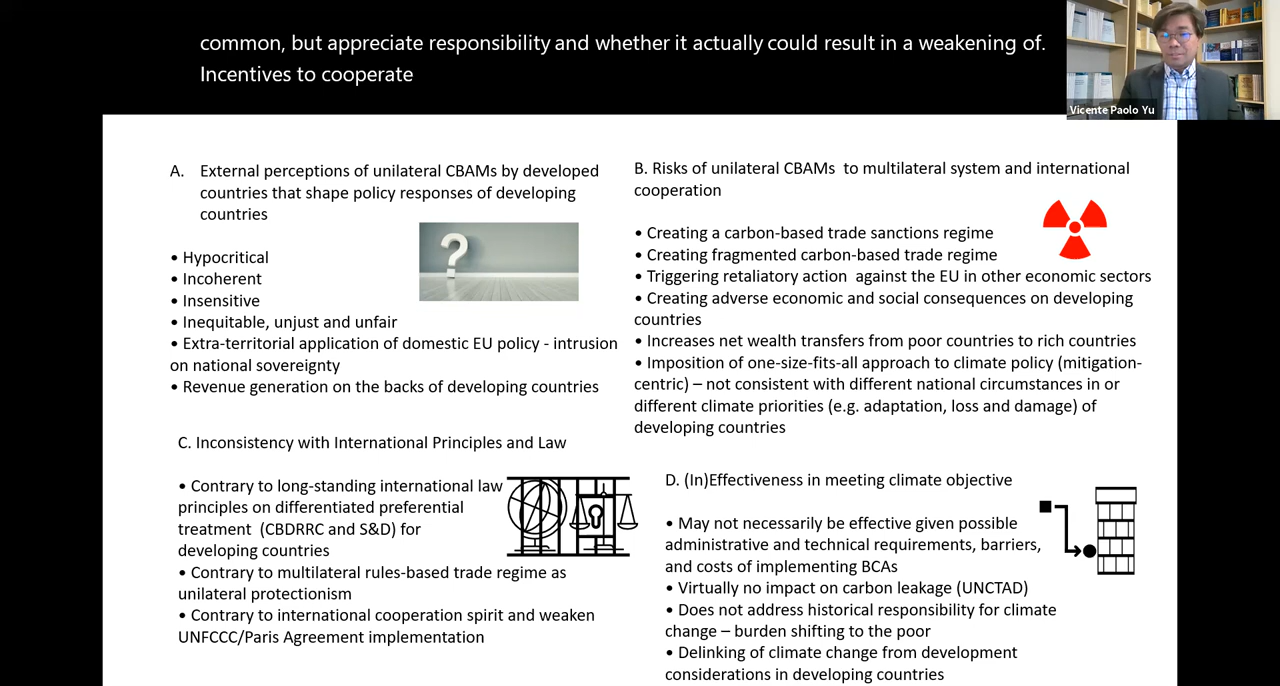 common, but appreciate responsibility and whether it actually could result in a weakening of.
Incentives to cooperate
Vicente Paolo Yu
A. External perceptions of unilateral CBAMs by developed
countries that shape policy responses of developing
countries
• Hypocritical
• Incoherent
• Insensitive
• Inequitable, unjust and unfair
• Extra-territorial application of domestic EU policy - intrusion
on national sovereignty
• Revenue generation on the backs of developing countries
B. Risks of unilateral CBAMs to multilateral system and international
cooperation
• Creating a carbon-based trade sanctions regime
• Creating fragmented carbon-based trade regime
• Triggering retaliatory action against the EU in other economic sectors
• Creating adverse economic and social consequences on developing
countries
• Increases net wealth transfers from poor countries to rich countries
• Imposition of one-size-fits-all approach to climate policy (mitigation-
centric) – not consistent with different national circumstances in or
different climate priorities (e.g. adaptation, loss and damage) of
developing countries
C. Inconsistency with International Principles and Law
• Contrary to long-standing international law
principles on differentiated preferential
treatment (CBDRRC and S&D) for
developing countries
• Contrary to multilateral rules-based trade regime as
unilateral protectionism
• Contrary to international cooperation spirit and weaken
UNFCCC/Paris Agreement implementation
D. (In)Effectiveness in meeting climate objective
• May not necessarily be effective given possible
administrative and technical requirements, barriers,
and costs of implementing BCAs
• Virtually no impact on carbon leakage (UNCTAD)
• Does not address historical responsibility for climate
change – burden shifting to the poor
• Delinking of climate change from development
considerations in developing countries